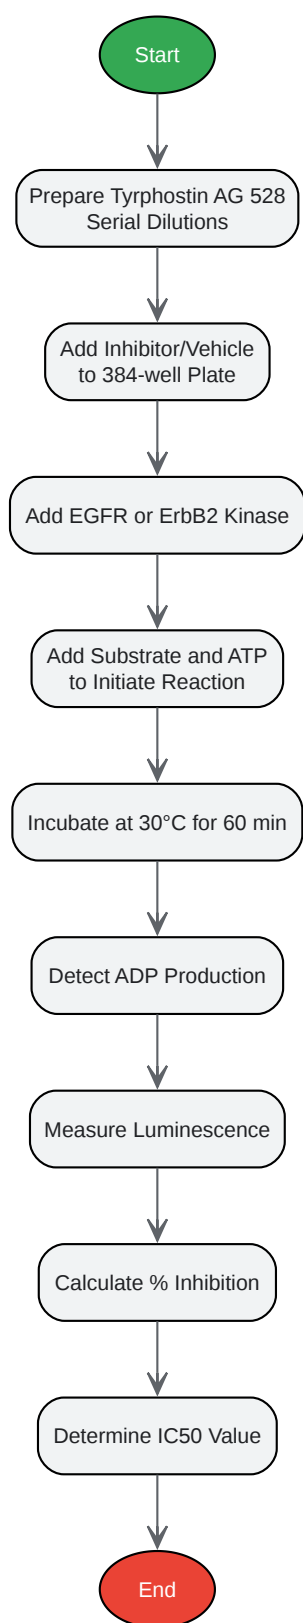 Start
Prepare Tyrphostin AG 528
Serial Dilutions
Add Inhibitor/Vehicle
to 384-well Plate
Add EGFR or ErbB2 Kinase
Add Substrate and ATP
to Initiate Reaction
Incubate at 30°C for 60 min
Detect ADP Production
Measure Luminescence
Calculate % Inhibition
Determine IC50 Value
End